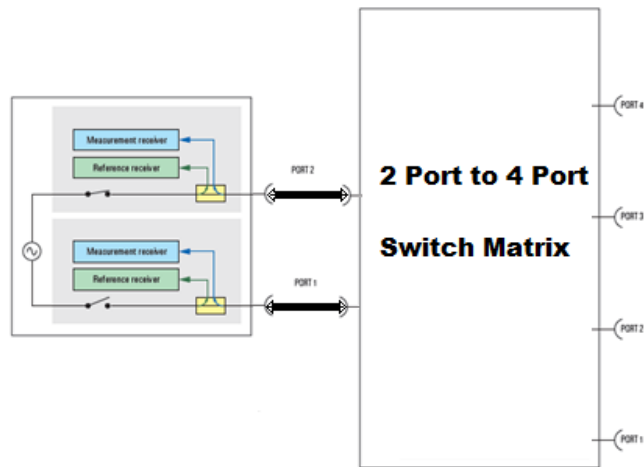 Measurement receiver
Reference receiver
PORT 2
Measurement receiver
Reference receiver
PORT 1
2 Port to 4 Port
Switch Matrix
PORT 4
PORT 3
PORT 2
PORT 1